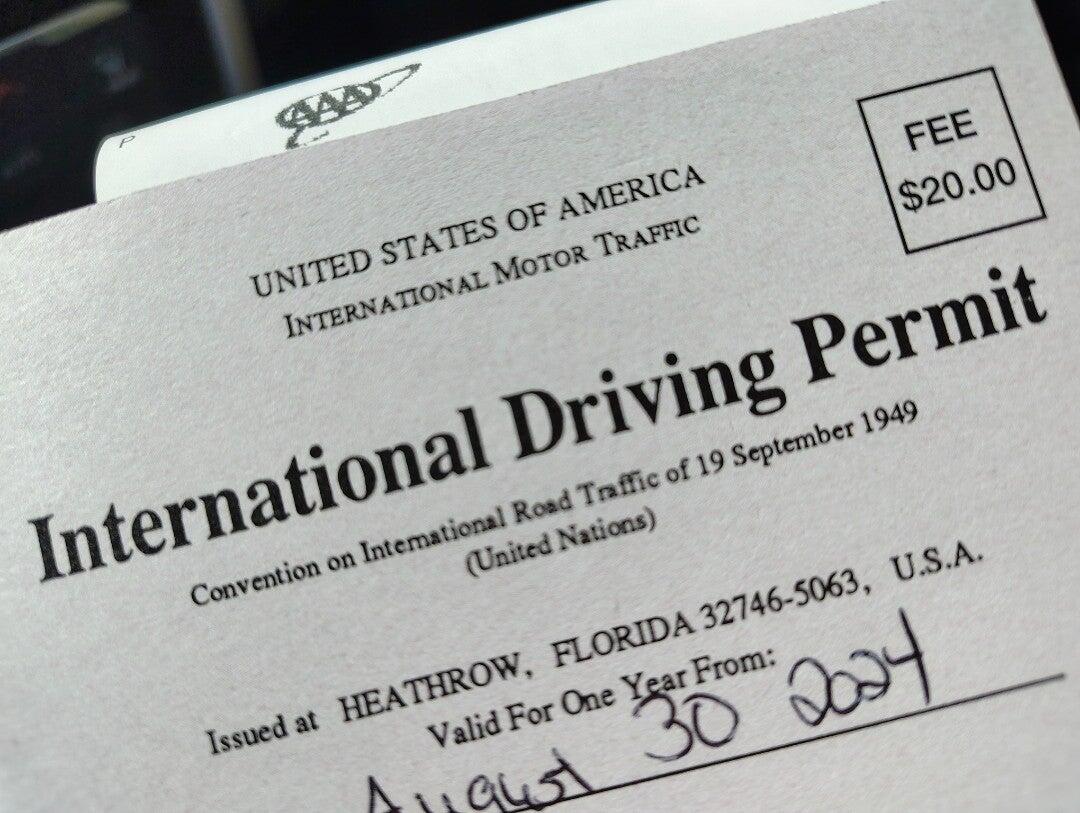 P
AAA
FEE
$20.00
UNITED STATES OF AMERICA
INTERNATIONAL MOTOR TRAFFIC
International Driving Permit
Convention on International Road Traffic of 19 September 1949
(United Nations)
Issued at HEATHROW, FLORIDA 32746-5063, U.S.A.
Valid For One Year From:
August 30 2024